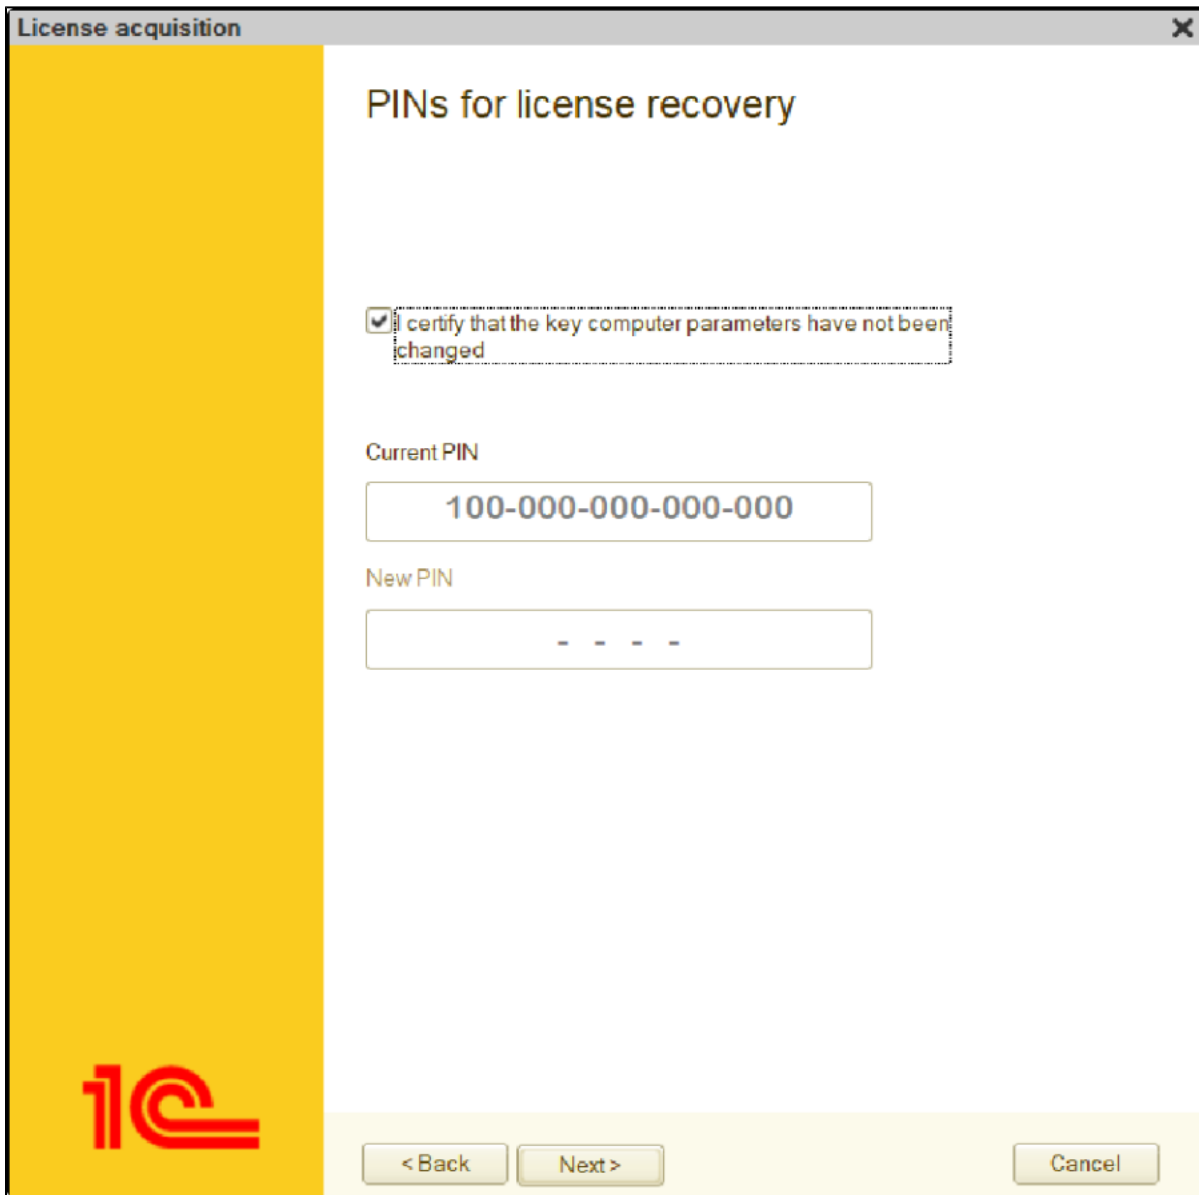 License acquisition
PINs for license recovery
I certify that the key computer parameters have not been
changed
Current PIN
100-000-000-000-000
New PIN
- - - -
1C
< Back
Next >
Cancel